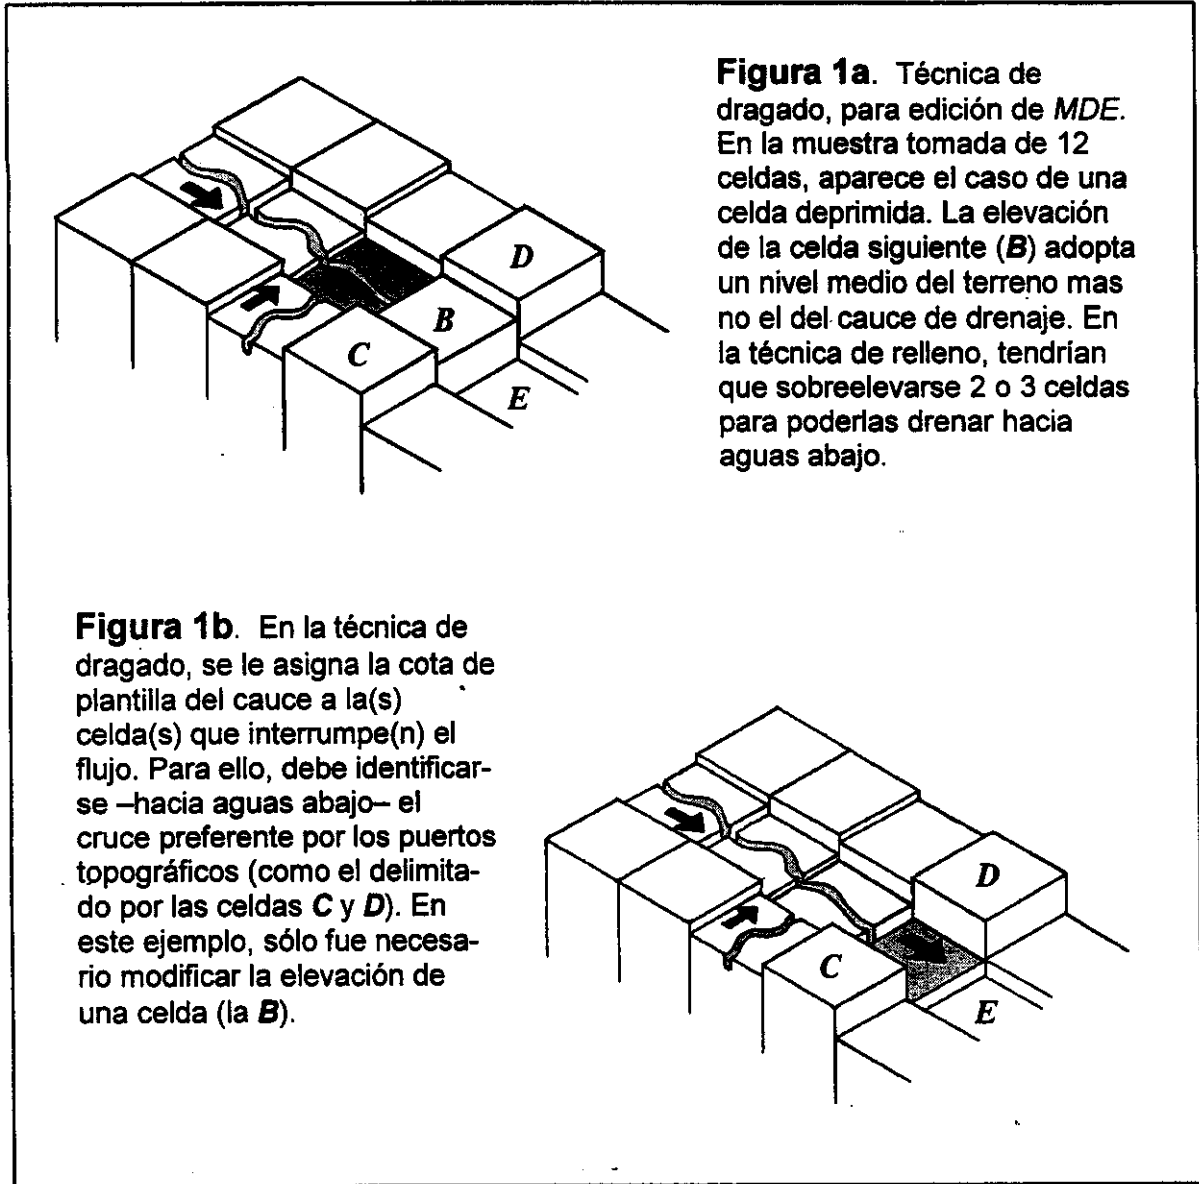 Figura 1a. Técnica de
dragado, para edición de MDE.
En la muestra tomada de 12
celdas, aparece el caso de una
celda deprimida. La elevación
de la celda siguiente (B) adopta
un nivel medio del terreno mas
no el del cauce de drenaje. En
la técnica de relleno, tendrían
que sobreelevarse 2 o 3 celdas
para poderlas drenar hacia
aguas abajo.
D
B
C
E
Figura 1b. En la técnica de
dragado, se le asigna la cota de
plantilla del cauce a la(s)
celda(s) que interrumpe(n) el
flujo. Para ello, debe identificar-
se –hacia aguas abajo– el
cruce preferente por los puertos
topográficos (como el delimita-
do por las celdas C y D). En
este ejemplo, sólo fue necesa-
rio modificar la elevación de
una celda (la B).
D
C
E